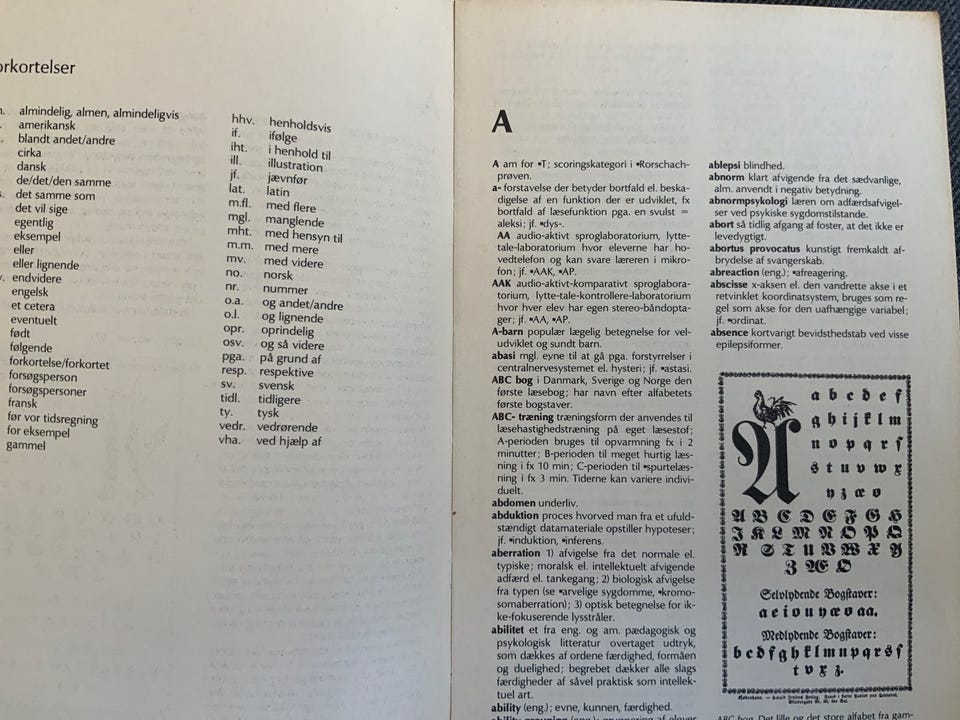 orkortelser
almindelig, almen, almindeligvis
amerikansk
blandt andet/andre
cirka
dansk
de/det/den samme
det samme som
det vil sige
egentlig
eksempel
eller
eller lignende
endvidere
engelsk
et cetera
eventuelt
født
følgende
forkortelse/forkortet
forsøgsperson
forsøgspersoner
fransk
før vor tidsregning
for eksempel
gammel
hhv. henholdsvis
if. ifølge
iht. i henhold til
ill. illustration
jf. jævnfør
lat. latin
m.fl. med flere
mgl. manglende
mht. med hensyn til
m.m. med mere
mv. med videre
no. norsk
nr. nummer
o.a. og andet/andre
o.l. og lignende
opr. oprindelig
osv. og så videre
pga. på grund af
resp. respektive
sv. svensk
tidl. tidligere
ty. tysk
vedr. vedrørende
vha. ved hjælp af
A
A am for *T; scoringskategori i *Rorschach-
prøven.
a- forstavelse der betyder bortfald el. beska-
digelse af en funktion der er udviklet, fx
bortfald af læsefunktion pga. en svulst =
aleksi; jf. *dys-.
AA audio-aktivt sproglaboratorium, lytte-
tale-laboratorium hvor eleverne har ho-
vedtelefon og kan svare læreren i mikro-
fon; jf. *AAK, *AP.
AAK audio-aktivt-komparativt sproglabora-
torium, lytte-tale-kontrollere-laboratorium
hvor hver elev har egen stereo-båndopta-
ger; jf. *AA, *AP.
A-barn populær lægelig betegnelse for vel-
udviklet og sundt barn.
abasi mgl. evne til at gå pga. forstyrrelser i
centralnervesystemet el. hysteri; jf. *astasi.
ABC bog i Danmark, Sverige og Norge den
første læsebog; har navn efter alfabetets
første bogstaver.
ABC- træning træningsform der anvendes til
læsehastighedstræning på eget læsestof;
A-perioden bruges til opvarmning fx i 2
minutter; B-perioden til meget hurtig læs-
ning i fx 10 min; C-perioden til *spurtelæs-
ning i fx 3 min. Tiderne kan variere indivi-
duelt.
abdomen underliv.
abduktion proces hvorved man fra et ufuld-
stændigt datamateriale opstiller hypoteser;
jf. *induktion, *inferens.
aberration 1) afvigelse fra det normale el.
typiske; moralsk el. intellektuelt afvigende
adfærd el. tankegang; 2) biologisk afvigelse
fra typen (se *arvelige sygdomme, *kromo-
somaberration); 3) optisk betegnelse for ik-
ke-fokuserende lysstråler.
abilitet et fra eng. og am. pædagogisk og
psykologisk litteratur overtaget udtryk,
som dækkes af ordene færdighed, formåen
og duelighed; begrebet dækker alle slags
færdigheder af såvel praktisk som intellek-
tuel art.
ability (eng.); evne, kunnen, færdighed.
ablepsi blindhed.
abnorm klart afvigende fra det sædvanlige,
alm. anvendt i negativ betydning.
abnormpsykologi læren om adfærdsafvigel-
ser ved psykiske sygdomstilstande.
abort så tidlig afgang af foster, at det ikke er
levedygtigt.
abortus provocatus kunstigt fremkaldt af-
brydelse af svangerskab.
abreaction (eng.); *afreagering.
abscisse x-aksen el. den vandrette akse i et
retvinklet koordinatsystem, bruges som re-
gel som akse for den uafhængige variabel;
jf. *ordinat.
absence kortvarigt bevidsthedstab ved visse
epilepsiformer.
A
a b c d e f
g h i j k l m
n o p q r s
s t u v w x
y z æ ø
A B C D E F G H
I K L M N O P Q
R S T U V W X Y
Z Æ Ø
Selvlydende Bogstaver:
a e i o u y æ ø aa.
Medlydende Bogstaver:
b c d f g h k l m n p q r s f
t v x z.
ABC bog. Det lille og det store alfabet fra gam-